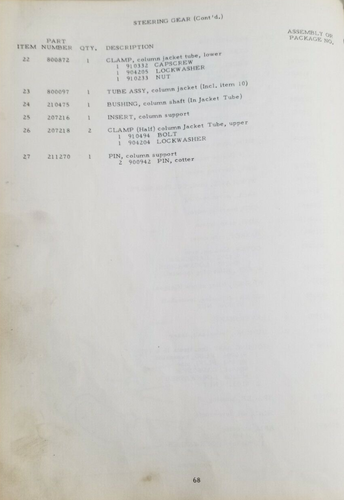 STEERING GEAR (Cont'd.)
ASSEMBLY OR
PACKAGE NO.
PART
ITEM NUMBER QTY. DESCRIPTION
22 800872 1 CLAMP, column jacket tube, lower
1 910332 CAPSCREW
1 904205 LOCKWASHER
1 910233 NUT
23 800097 1 TUBE ASSY, column jacket (Incl. item 10)
24 210475 1 BUSHING, column shaft (In Jacket Tube)
25 207216 1 INSERT, column support
26 207218 2 CLAMP (Half) column Jacket Tube, upper
1 910494 BOLT
1 904204 LOCKWASHER
27 211270 1 PIN, column support
2 900942 PIN, cotter
68